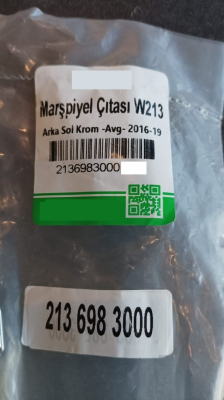 Marşpiyel Çıtası W213
Arka Sol Krom -Avg- 2016-19
2136983000
213 698 3000